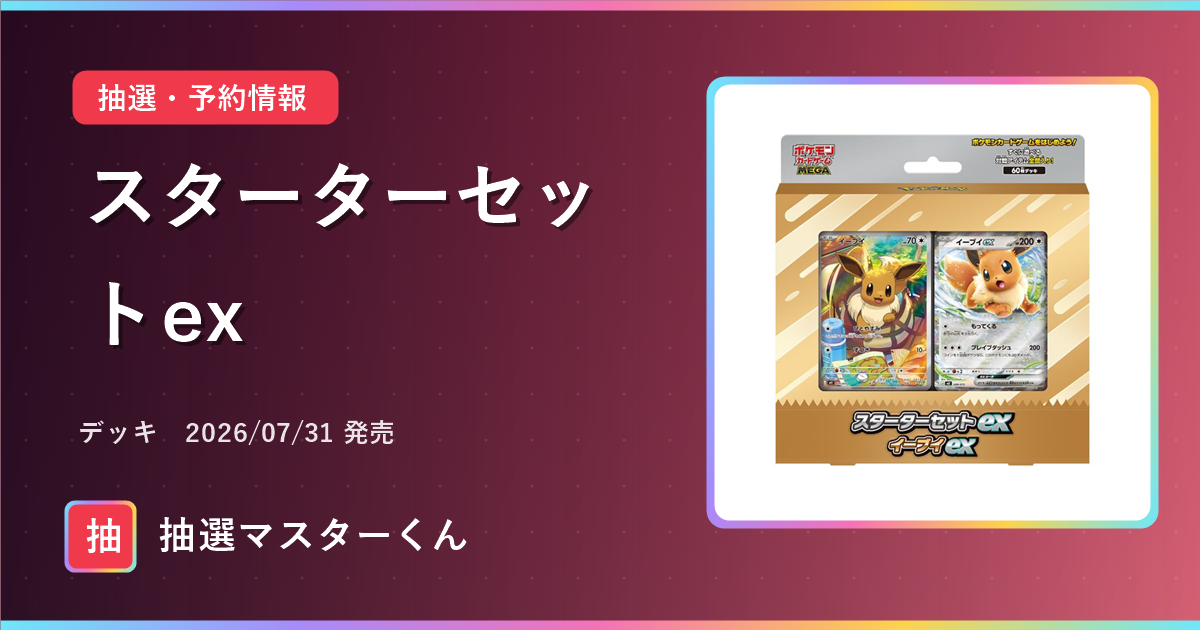 抽選・予約情報
スターターセッ
トex
デッキ 2026/07/31 発売
抽
抽選マスターくん
ポケモン
カードゲーム
MEGA
ポケモンカードゲームをはじめよう!
60枚デッキ
イーブイ
70
イーブイex
200
もってくる
ブレイブダッシュ 200
スターターセットex
イーブイex